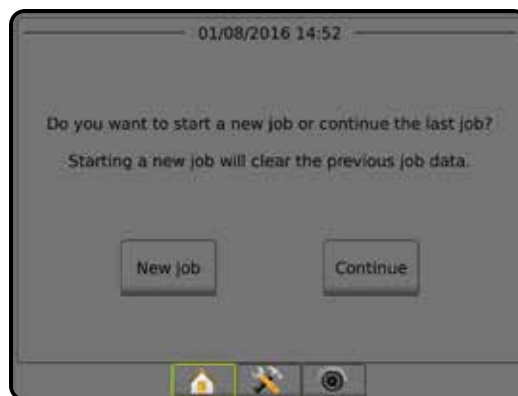 01/08/2016 14:52
Do you want to start a new job or continue the last job?
Starting a new job will clear the previous job data.
New job
Continue